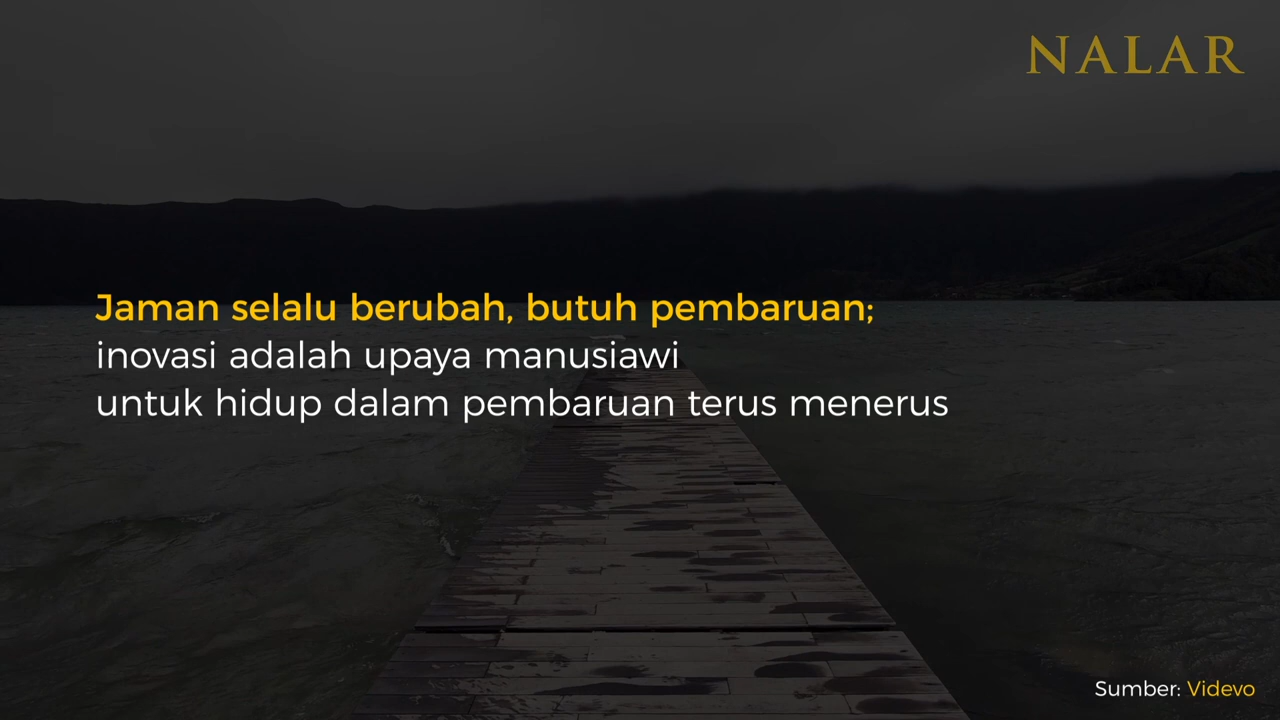 NALAR
Jaman selalu berubah, butuh pembaruan;
inovasi adalah upaya manusiawi
untuk hidup dalam pembaruan terus menerus
Sumber: Videvo